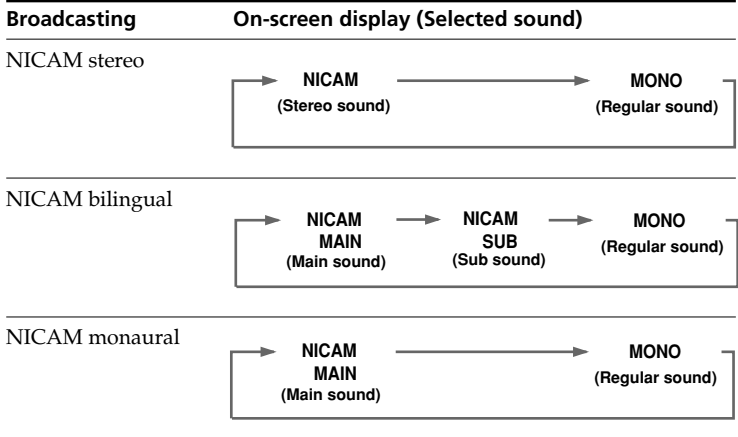 Broadcasting On-screen display (Selected sound)
NICAM stereo
NICAM MONO
(Stereo sound) (Regular sound)
NICAM bilingual
NICAM NICAM MONO
MAIN SUB (Regular sound)
(Main sound) (Sub sound)
NICAM monaural
NICAM MONO
MAIN (Regular sound)
(Main sound)